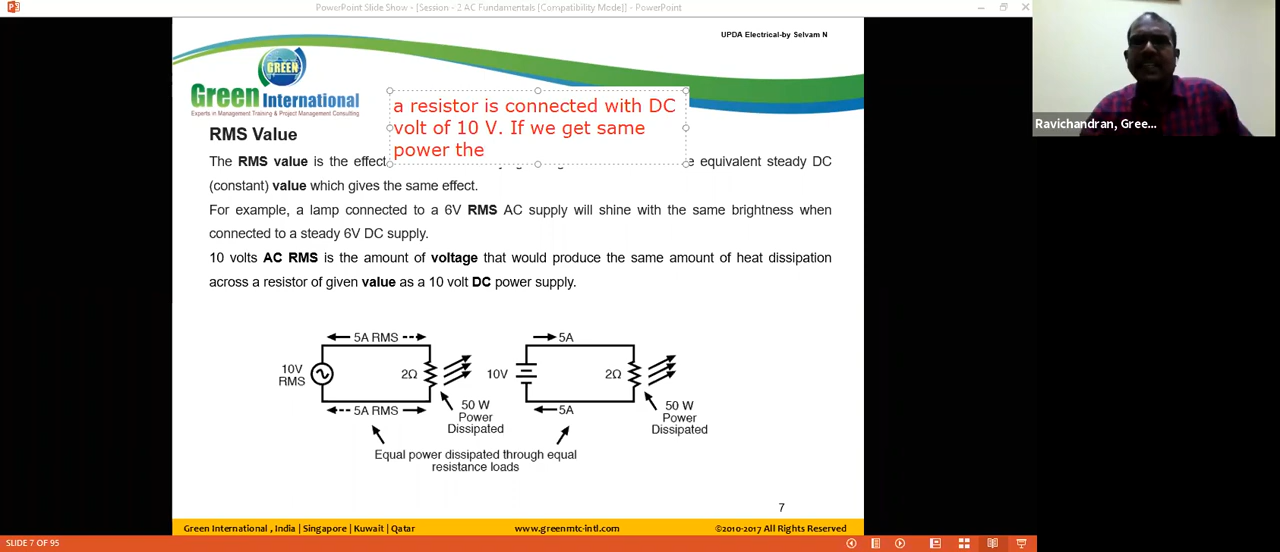 PowerPoint Slide Show - [Session - 2 AC Fundamentals [Compatibility Mode]] - PowerPoint
UPDA Electrical-by Selvam N
GREEN
Green International
Experts in Management Training & Project Management Consulting
a resistor is connected with DC
volt of 10 V. If we get same
power the
Ravichandran, Gree...
RMS Value
The RMS value is the effect equivalent steady DC
(constant) value which gives the same effect.
For example, a lamp connected to a 6V RMS AC supply will shine with the same brightness when
connected to a steady 6V DC supply.
10 volts AC RMS is the amount of voltage that would produce the same amount of heat dissipation
across a resistor of given value as a 10 volt DC power supply.
5A RMS
5A
10V
RMS
2Ω
10V
2Ω
5A RMS
5A
50 W
Power
Dissipated
50 W
Power
Dissipated
Equal power dissipated through equal
resistance loads
7
Green International , India | Singapore | Kuwait | Qatar www.greenmtc-intl.com ©2010-2017 All Rights Reserved
SLIDE 7 OF 95